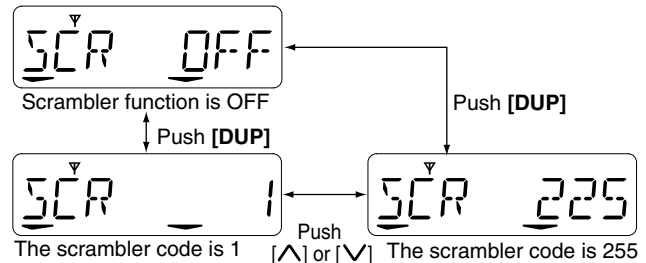 SCR OFF
Scrambler function is OFF
Push [DUP]
Push [DUP]
SCR 1
SCR 225
The scrambler code is 1
Push
[∧] or [∨]
The scrambler code is 255